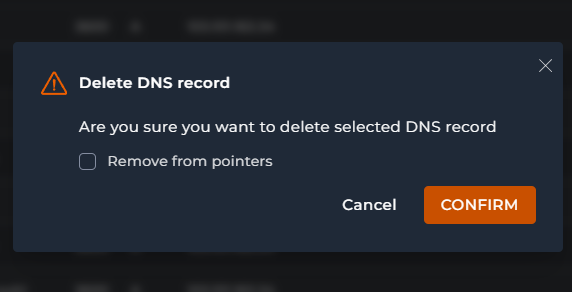 Delete DNS record
Are you sure you want to delete selected DNS record
Remove from pointers
Cancel CONFIRM